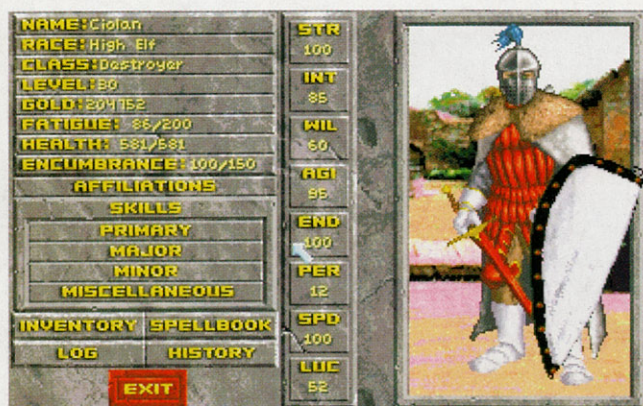 NAME:Ciolan
RACE:High Elf
CLASS:Destroyer
LEVEL:30
GOLD:204752
FATIGUE: 86/200
HEALTH: 581/581
ENCUMBRANCE:100/150
AFFILIATIONS
SKILLS
PRIMARY
MAJOR
MINOR
MISCELLANEOUS
INVENTORY SPELLBOOK
LOG HISTORY
EXIT
STR
100
INT
85
WIL
60
AGI
95
END
100
PER
12
SPD
100
LUC
52